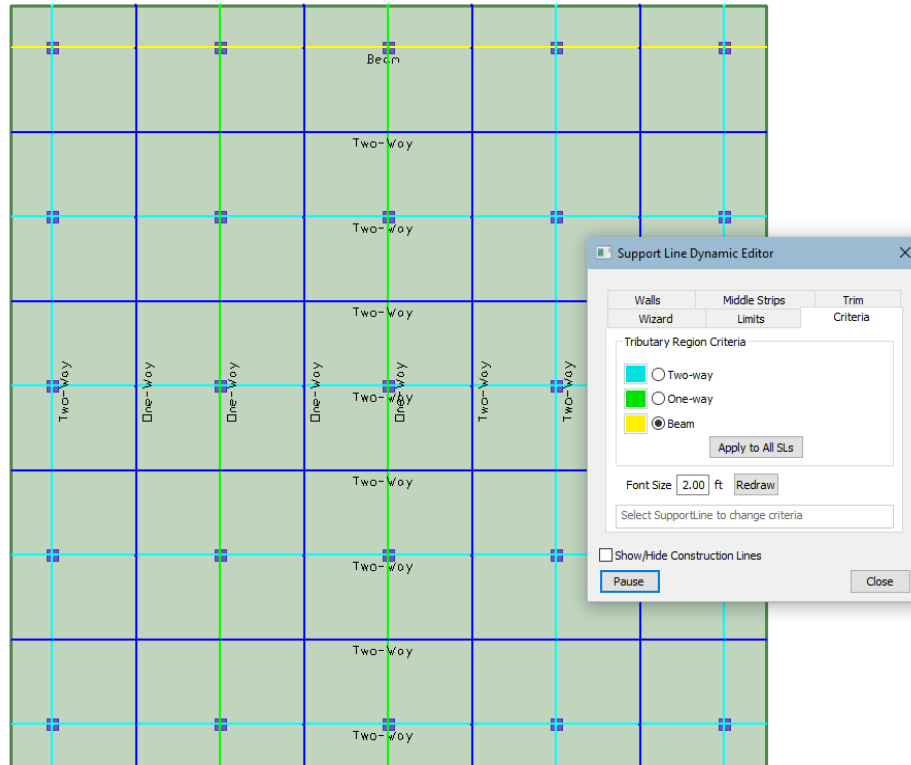 Beam
Two-Way
Two-Way
Two-Way
Two-Way
One-Way
One-Way
One-Way
One-Way
Two-Way
Two-Way
Two-Way
Two-Way
Two-Way
Two-Way
Two-Way
Support Line Dynamic Editor
Walls Middle Strips Trim
Wizard Limits Criteria
Tributary Region Criteria
Two-way
One-way
Beam
Apply to All SLs
Font Size 2.00 ft Redraw
Select SupportLine to change criteria
Show/Hide Construction Lines
Pause Close